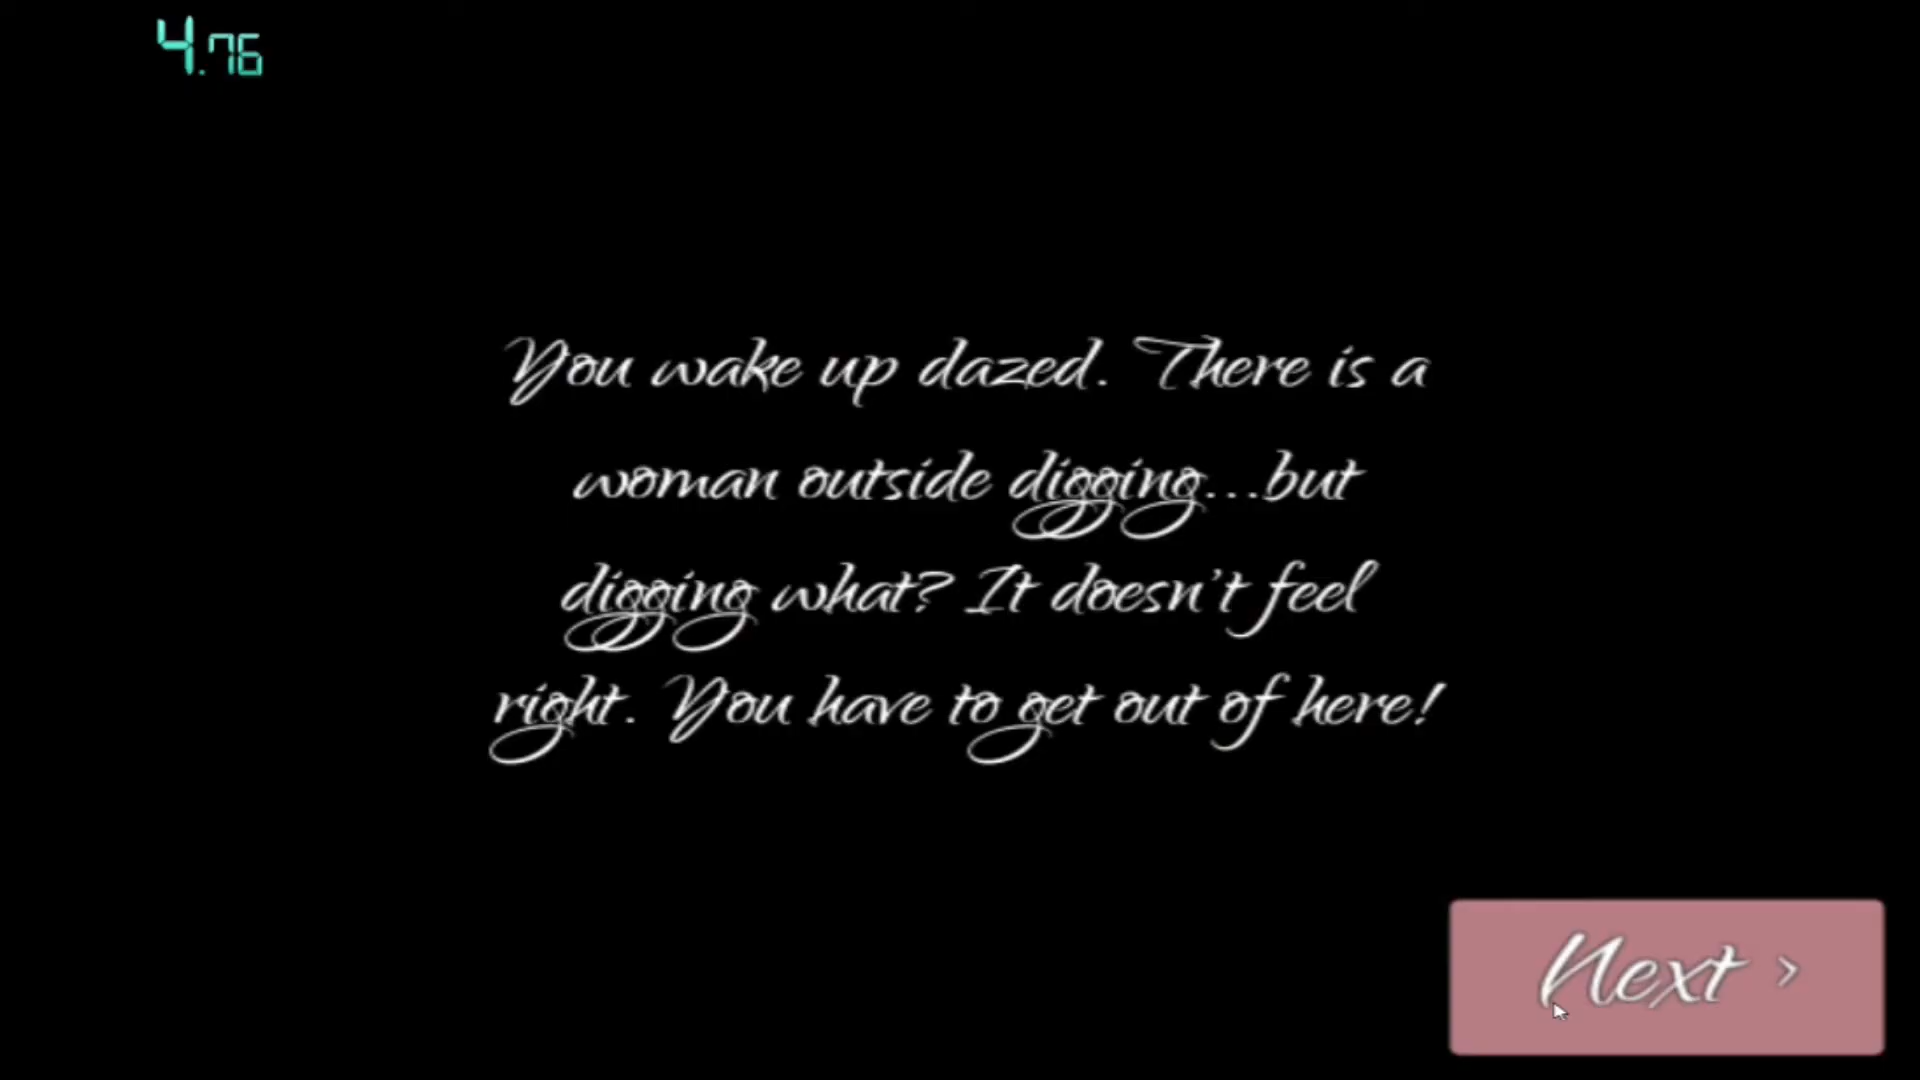 4.76
You wake up dazed. There is a
woman outside digging...but
digging what? It doesn't feel
right. You have to get out of here!
Next >